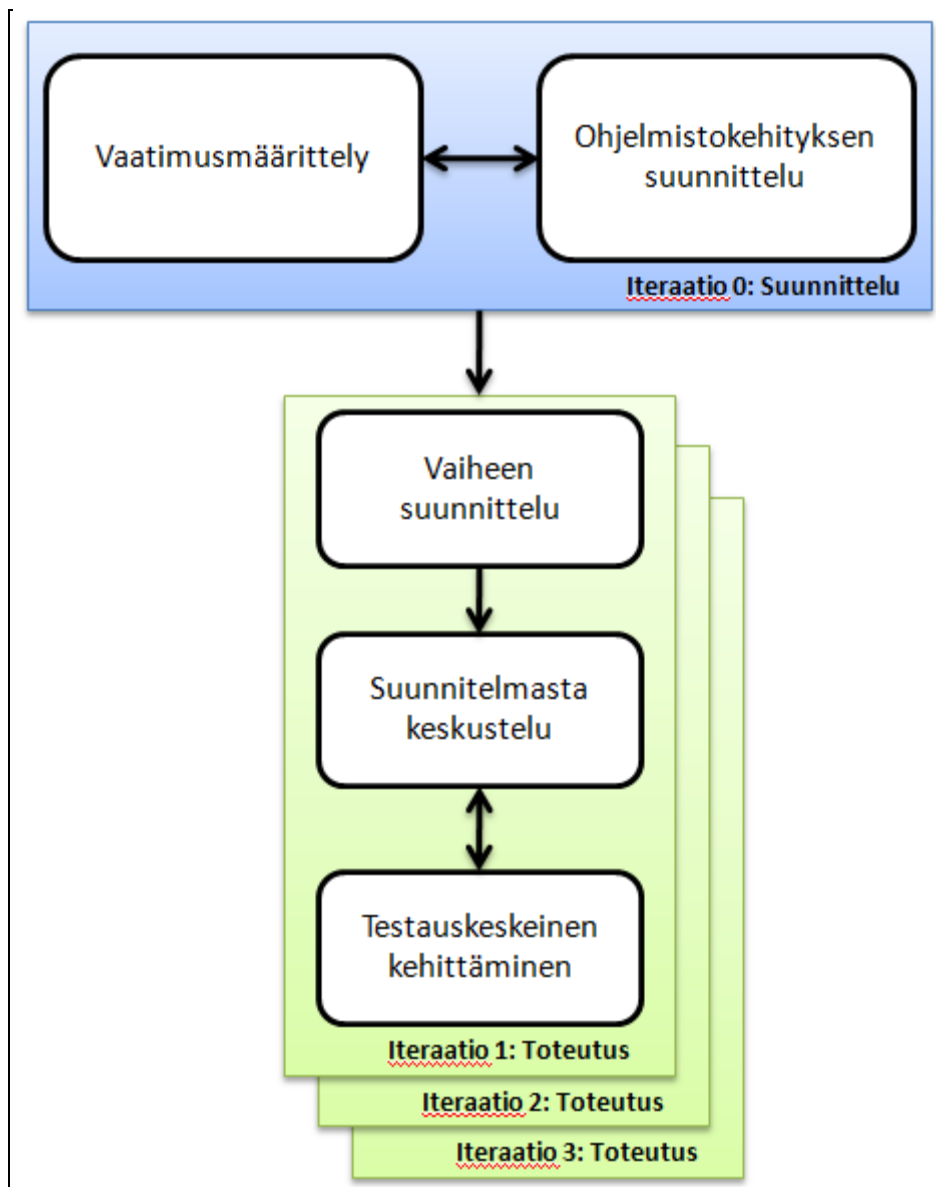 Vaatimusmäärittely
Ohjelmistokehityksen
suunnittelu
Iteraatio 0: Suunnittelu
Vaiheen
suunnittelu
Suunnitelmasta
keskustelu
Testauskeskeinen
kehittäminen
Iteraatio 1: Toteutus
Iteraatio 2: Toteutus
Iteraatio 3: Toteutus